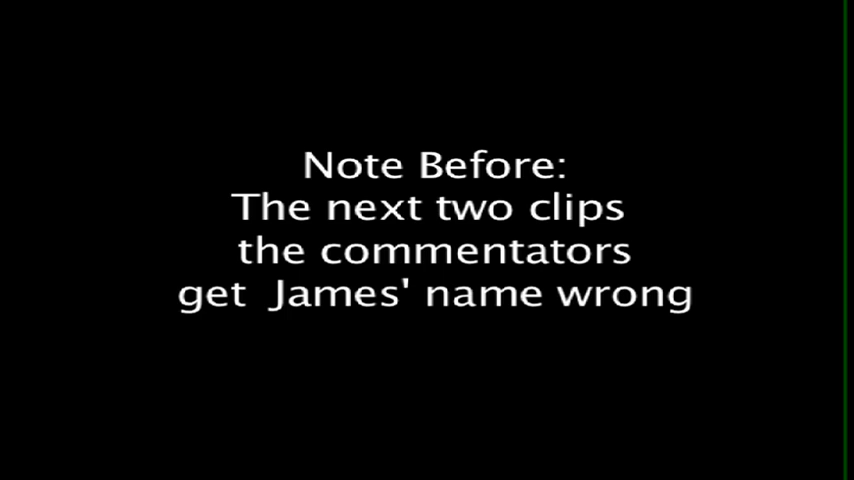 Note Before:
The next two clips
the commentators
get James' name wrong